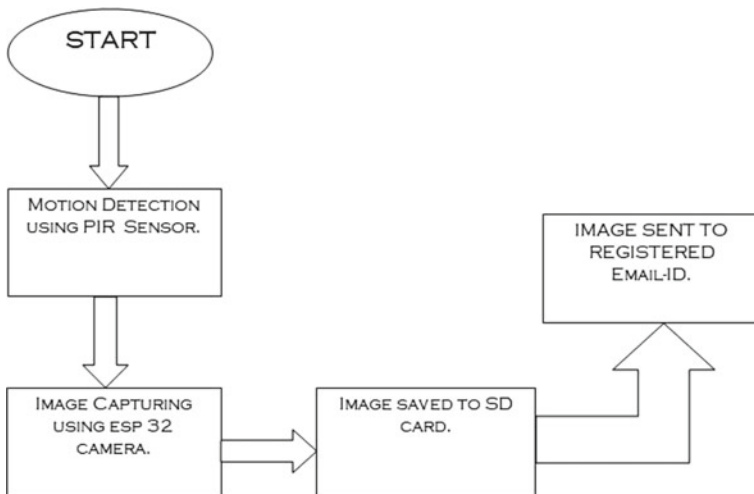 START
MOTION DETECTION
USING PIR SENSOR.
IMAGE CAPTURING
USING ESP 32
CAMERA.
IMAGE SAVED TO SD
CARD.
IMAGE SENT TO
REGISTERED
EMAIL-ID.